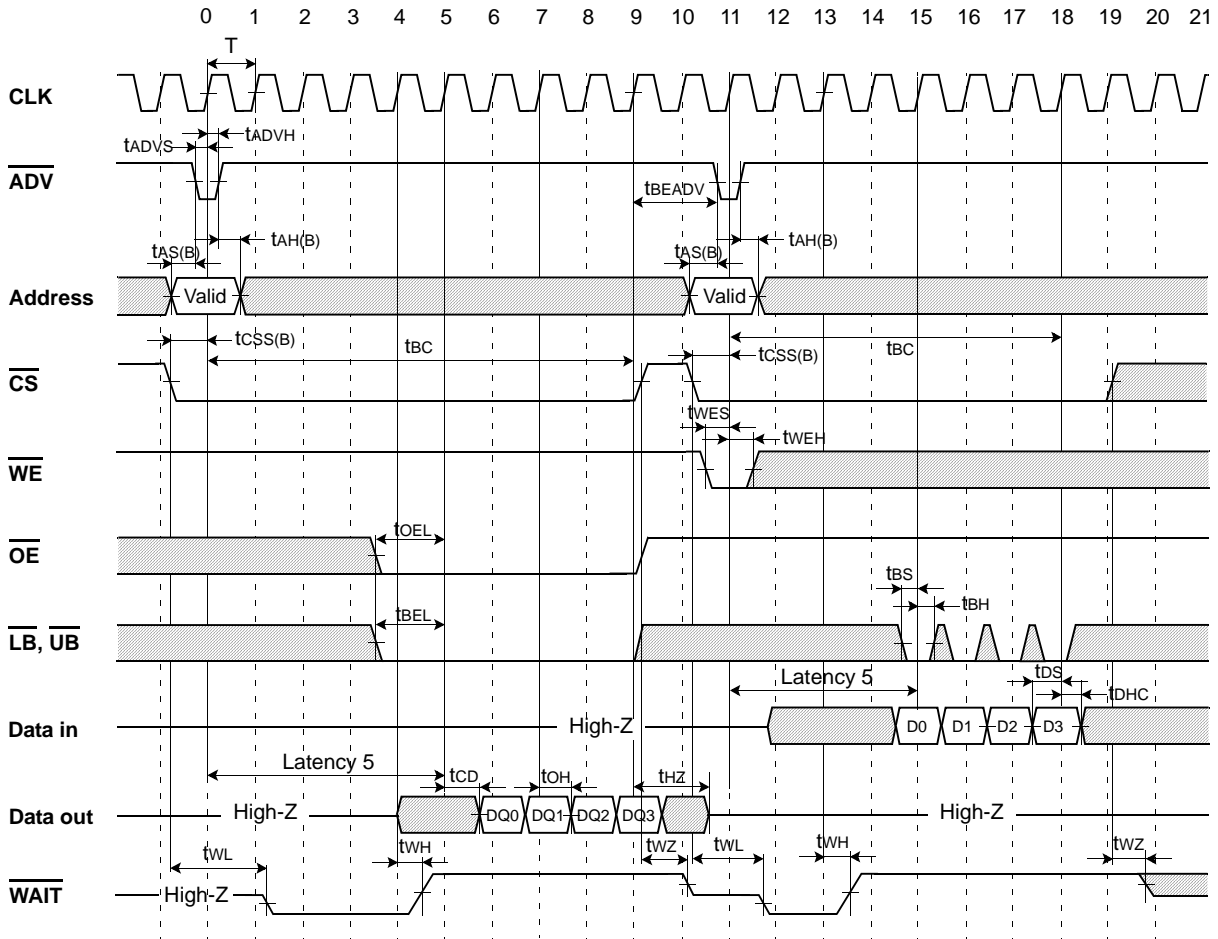 0 1 2 3 4 5 6 7 8 9 10 11 12 13 14 15 16 17 18 19 20 21
T
CLK
tADVH
tADVS
ADV
tBEADV
tAH(B) tAH(B)
tAS(B) tAS(B)
Address Valid Valid
tCSS(B) tBC tCSS(B) tBC
CS
tWES
tWEH
WE
tOEL
OE
tBS
tBEL tBH
LB, UB
tDS
Latency 5 tDHC
Data in High-Z D0 D1 D2 D3
Latency 5 tCD tOH tHZ
Data out High-Z DQ0 DQ1 DQ2 DQ3 High-Z
tWL tWH tWZ tWL tWH tWZ
WAIT High-Z